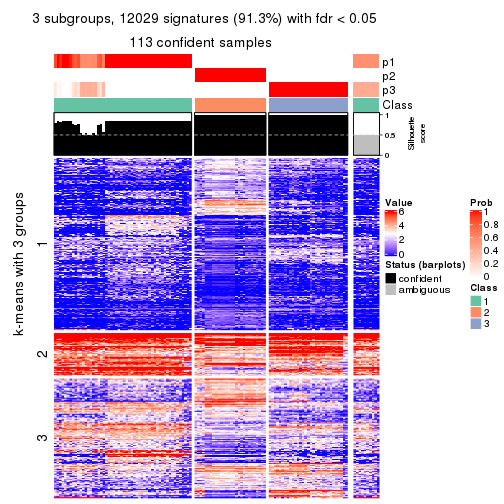 3 subgroups, 12029 signatures (91.3%) with fdr < 0.05
113 confident samples
p1
p2
p3
Class
1
0.5
0
Silhouette
score
k-means with 3 groups
1
2
3
Value
6
4
2
0
Status (barplots)
confident
ambiguous
Prob
1
0.8
0.6
0.4
0.2
0
Class
1
2
3